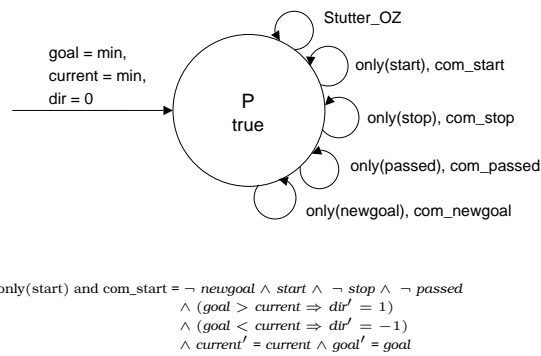 Stutter_OZ
goal = min,
current = min,
dir = 0
only(start), com_start
P
true
only(stop), com_stop
only(passed), com_passed
only(newgoal), com_newgoal
only(start) and com_start = ¬ newgoal ∧ start ∧ ¬ stop ∧ ¬ passed
∧ (goal > current ⇒ dir′ = 1)
∧ (goal < current ⇒ dir′ = −1)
∧ current′ = current ∧ goal′ = goal